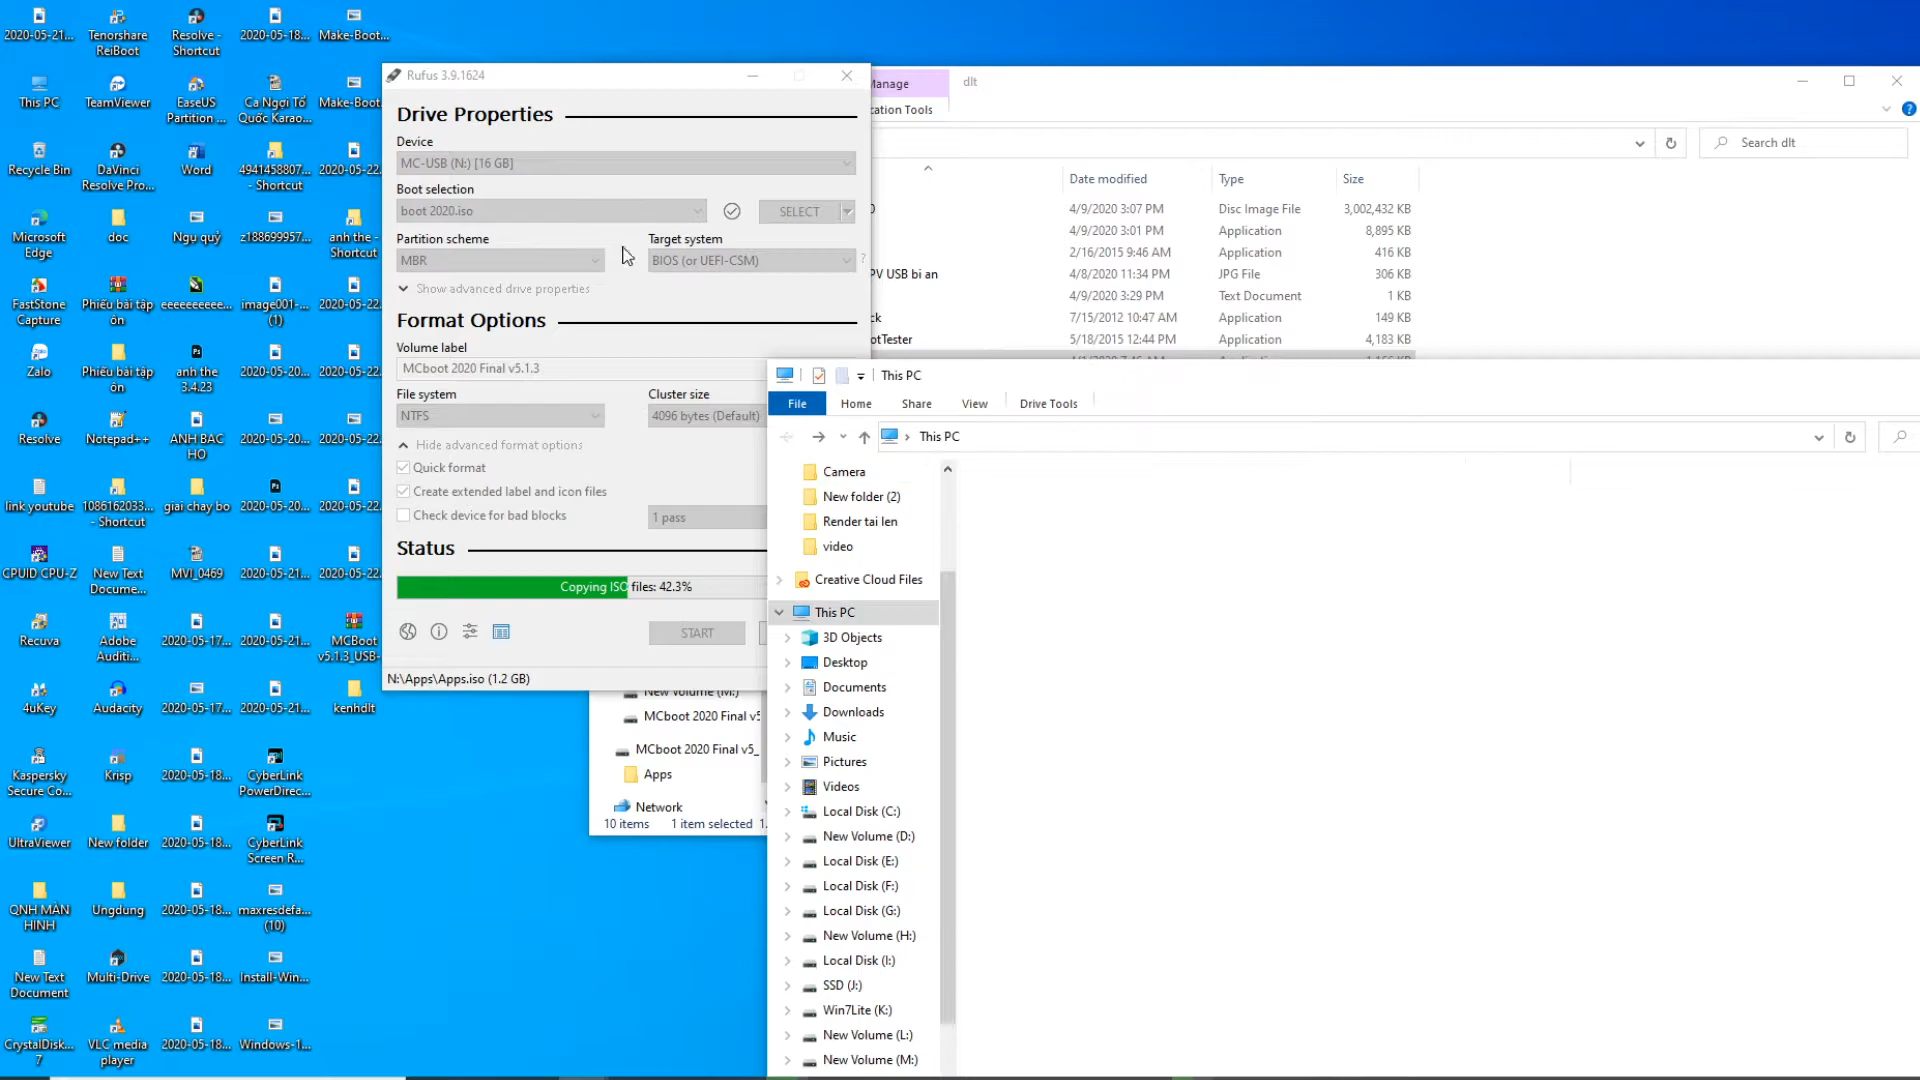 2020-05-21...
Tenorshare
ReiBoot
Resolve -
Shortcut
2020-05-18...
Make-Boot...
This PC
TeamViewer
EaseUS
Partition ...
Ca Ngợi Tổ
Quốc Karao...
Make-Boot
Recycle Bin
DaVinci
Resolve Pro...
Word
4941458807...
- Shortcut
2020-05-22.
Microsoft
Edge
doc
Ngu quỷ
z188699957...
anh the -
Shortcut
FastStone
Capture
Phiếu bài tập
ôn
eeeeeeeeee...
image001-...
(1)
2020-05-22.
Zalo
Phiếu bài tập
ôn
anh the
3.4.23
2020-05-20...
2020-05-22.
Resolve
Notepad++
ANH BAC
HO
2020-05-20...
2020-05-22.
link youtube
1086162033...
- Shortcut
giai chay bo
2020-05-20...
2020-05-22.
CPUID CPU-Z
New Text
Docume...
MVI_0469
2020-05-21...
2020-05-22.
Recuva
Adobe
Auditi...
2020-05-17...
2020-05-21...
MCBoot
v5.1.3_USB-
4uKey
Audacity
2020-05-17...
2020-05-21...
kenhdlt
Kaspersky
Secure Co...
Krisp
2020-05-18...
CyberLink
PowerDirec...
UltraViewer
New folder
2020-05-18...
CyberLink
Screen R...
QNH MÀN
HINH
Ungdung
2020-05-18...
maxresdefa...
(10)
New Text
Document
Multi-Drive
2020-05-18...
Install-Win...
CrystalDisk...
7
VLC media
player
2020-05-18...
Windows-1...
Rufus 3.9.1624
Drive Properties
Device
MC-USB (N:) [16 GB]
Boot selection
boot 2020.iso
SELECT
Partition scheme
Target system
MBR
BIOS (or UEFI-CSM)
?
Show advanced drive properties
Format Options
Volume label
MCboot 2020 Final v5.1.3
File system
Cluster size
NTFS
4096 bytes (Default)
Hide advanced format options
Quick format
Create extended label and icon files
Check device for bad blocks
1 pass
Status
Copying ISO files: 42.3%
START
N:\Apps\Apps.iso (1.2 GB)
Manage
dlt
cation Tools
Search dlt
Date modified
Type
Size
0
4/9/2020 3:07 PM
Disc Image File
3,002,432 KB
4/9/2020 3:01 PM
Application
8,895 KB
2/16/2015 9:46 AM
Application
416 KB
PV USB bi an
4/8/2020 11:34 PM
JPG File
306 KB
4/9/2020 3:29 PM
Text Document
1 KB
ck
7/15/2012 10:47 AM
Application
149 KB
otTester
5/18/2015 12:44 PM
Application
4,183 KB
New Volume (M:)
MCboot 2020 Final v5
MCboot 2020 Final v5_
Apps
Network
10 items
1 item selected
1.
This PC
File
Home
Share
View
Drive Tools
This PC
Camera
New folder (2)
Render tai len
video
Creative Cloud Files
This PC
3D Objects
Desktop
Documents
Downloads
Music
Pictures
Videos
Local Disk (C:)
New Volume (D:)
Local Disk (E:)
Local Disk (F:)
Local Disk (G:)
New Volume (H:)
Local Disk (I:)
SSD (J:)
Win7Lite (K:)
New Volume (L:)
New Volume (M:)